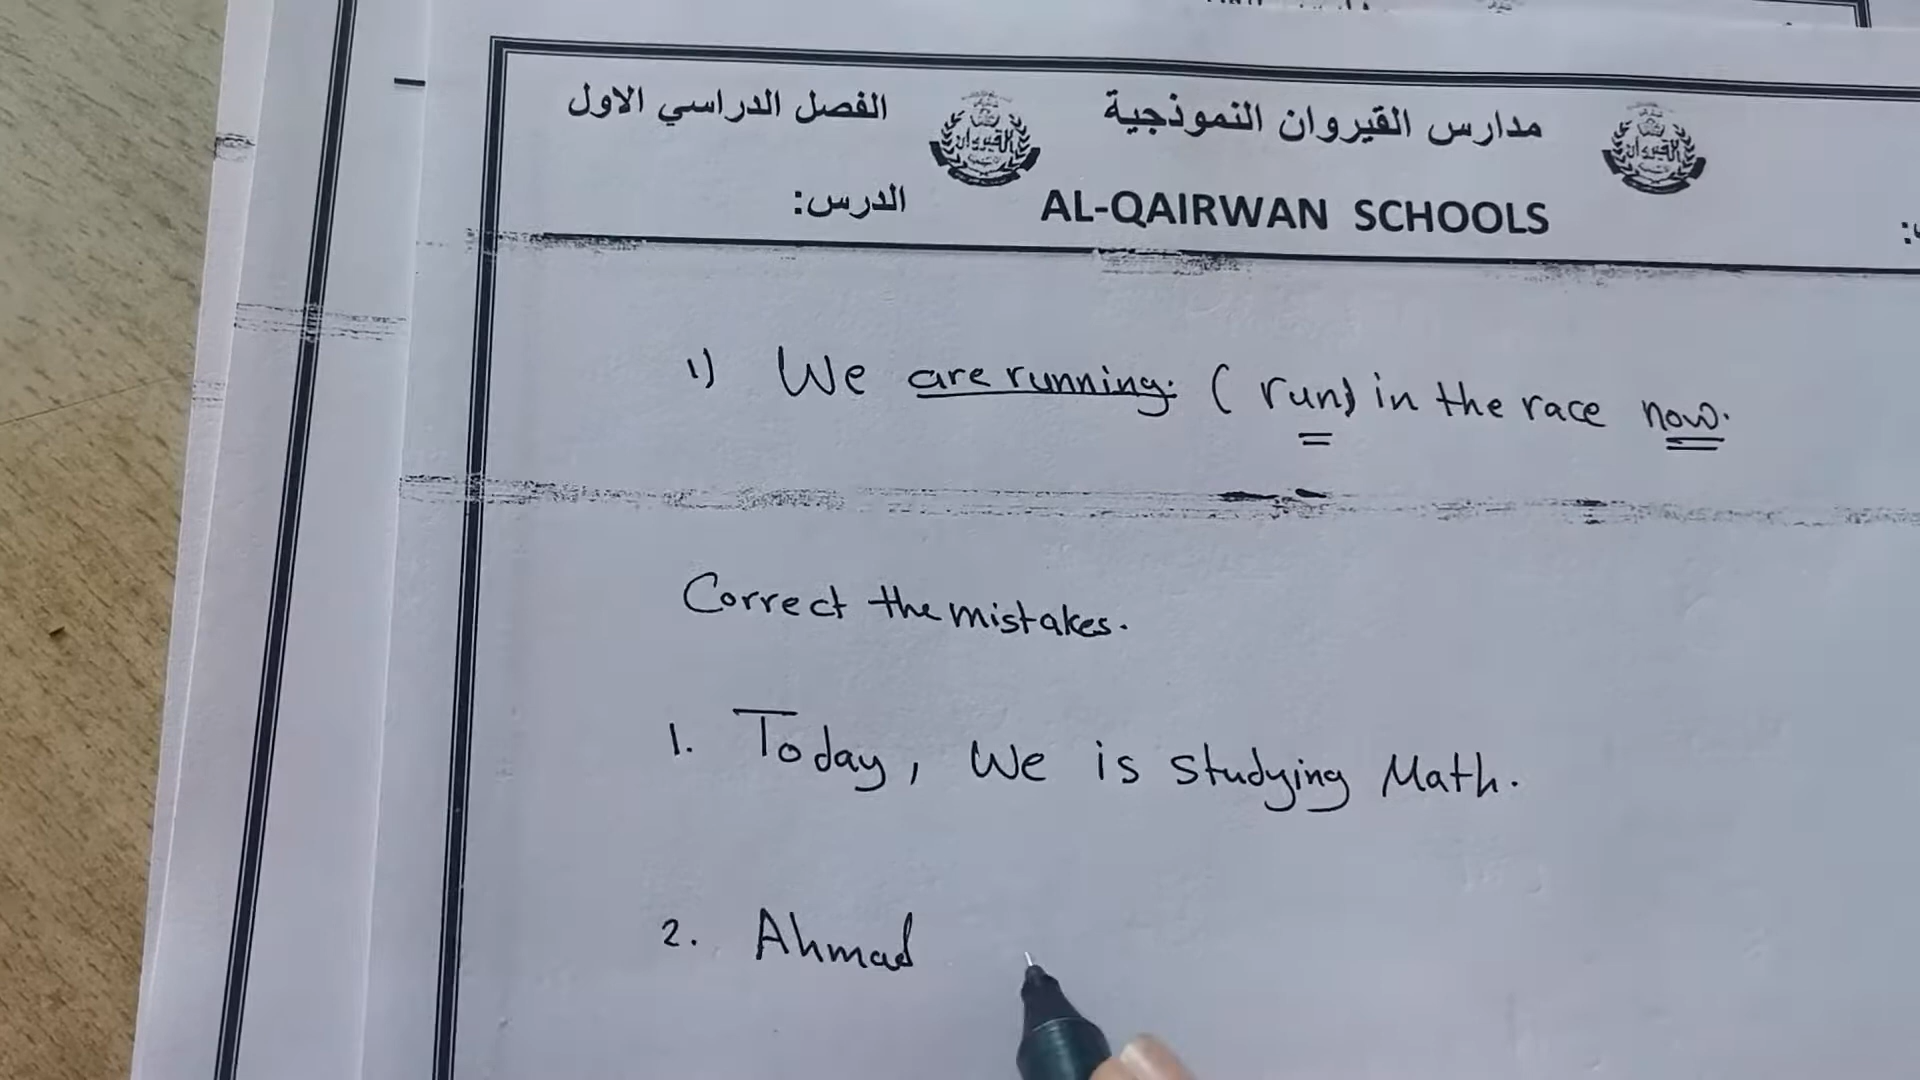 مدارس القيروان النموذجية
الفصل الدراسي الاول
AL-QAIRWAN SCHOOLS
الدرس:
1) We are running. (run) in the race now.
Correct the mistakes.
1. Today, We is studying Math.
2. Ahmad